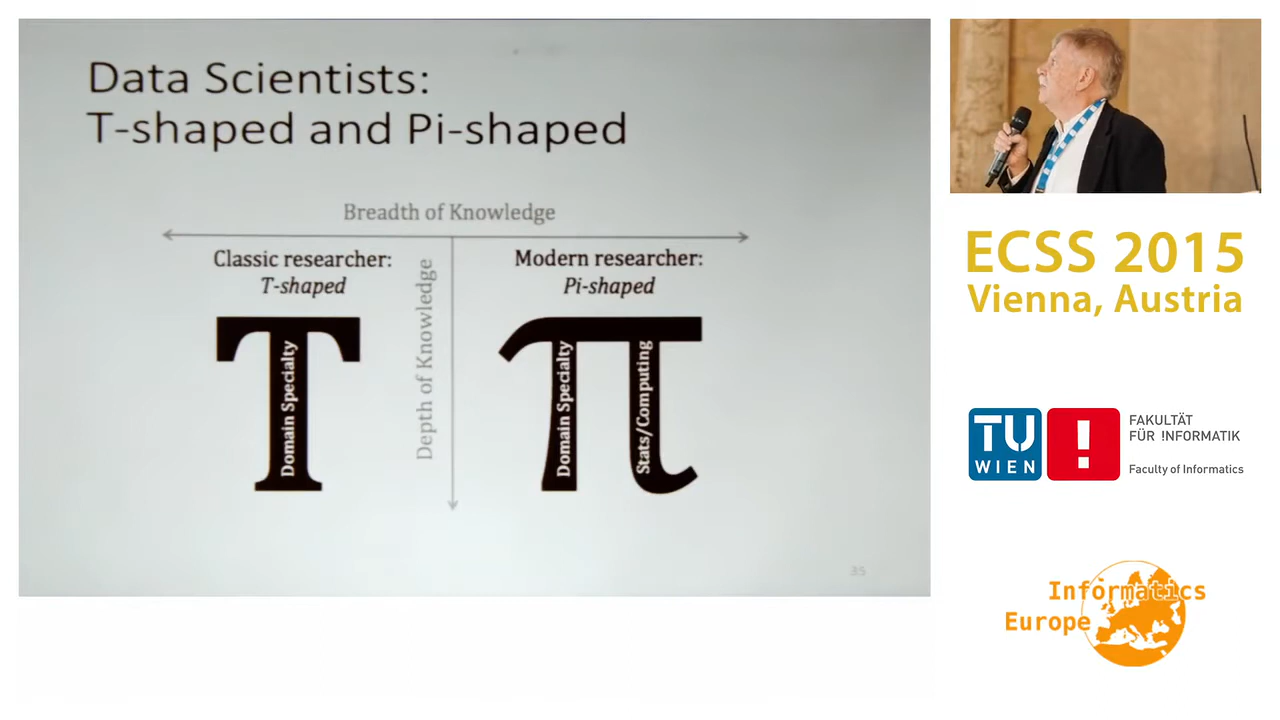 Data Scientists:
T-shaped and Pi-shaped
Breadth of Knowledge
Classic researcher:
T-shaped
Depth of Knowledge
Modern researcher:
Pi-shaped
T
Domain Specialty
π
Domain Specialty
Stats/Computing
35
ECSS 2015
Vienna, Austria
TU
WIEN
!
FAKULTÄT
FÜR !NFORMATIK
Faculty of Informatics
Informatics
Europe